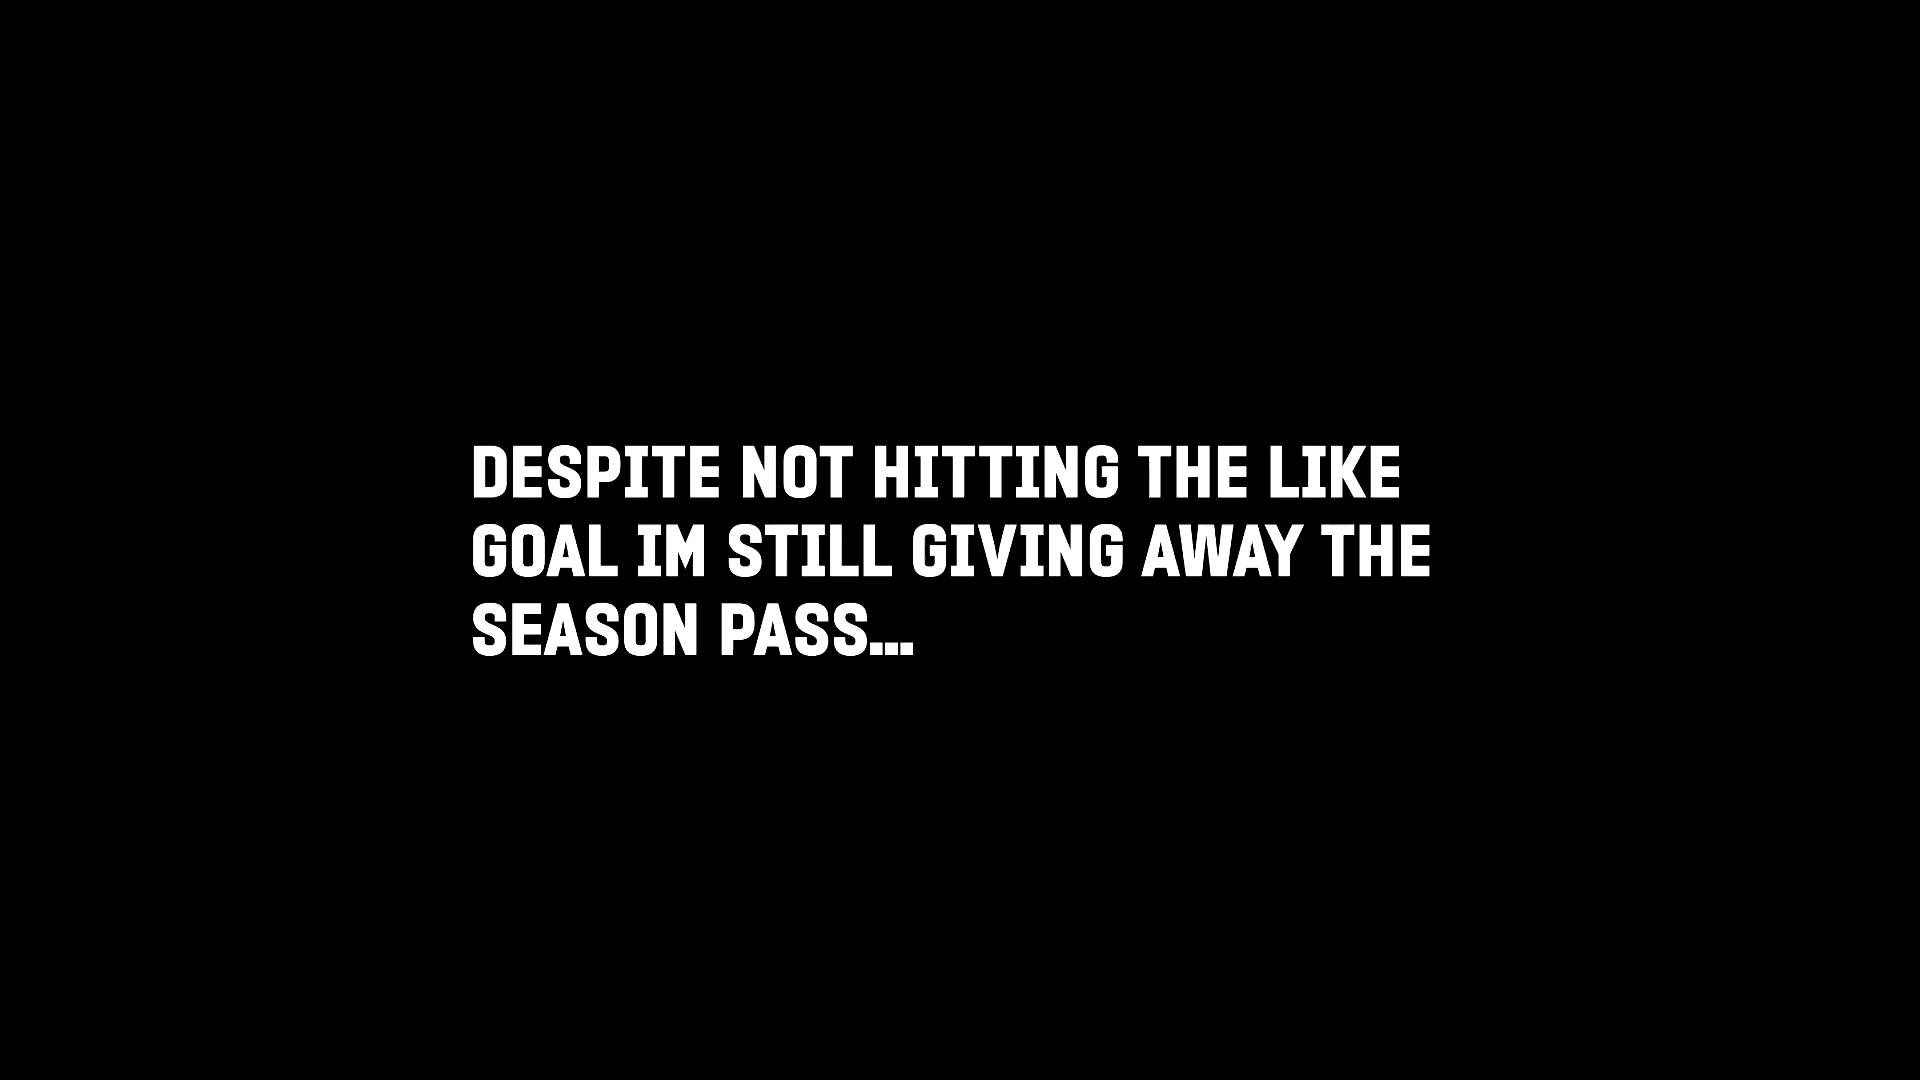 DESPITE NOT HITTING THE LIKE
GOAL IM STILL GIVING AWAY THE
SEASON PASS...